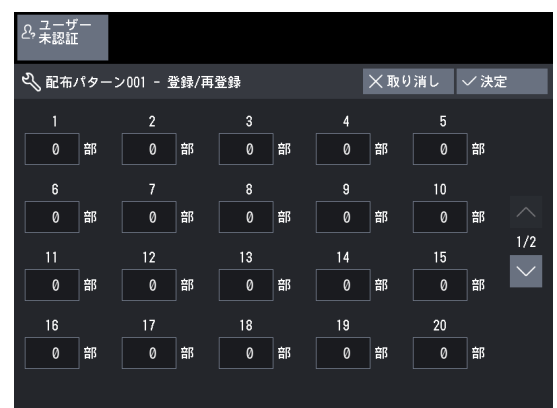 ユーザー
未認証
配布パターン001 - 登録/再登録
取り消し
決定
1 2 3 4 5
0 部 0 部 0 部 0 部 0 部
6 7 8 9 10
0 部 0 部 0 部 0 部 0 部
1/2
11 12 13 14 15
0 部 0 部 0 部 0 部 0 部
16 17 18 19 20
0 部 0 部 0 部 0 部 0 部